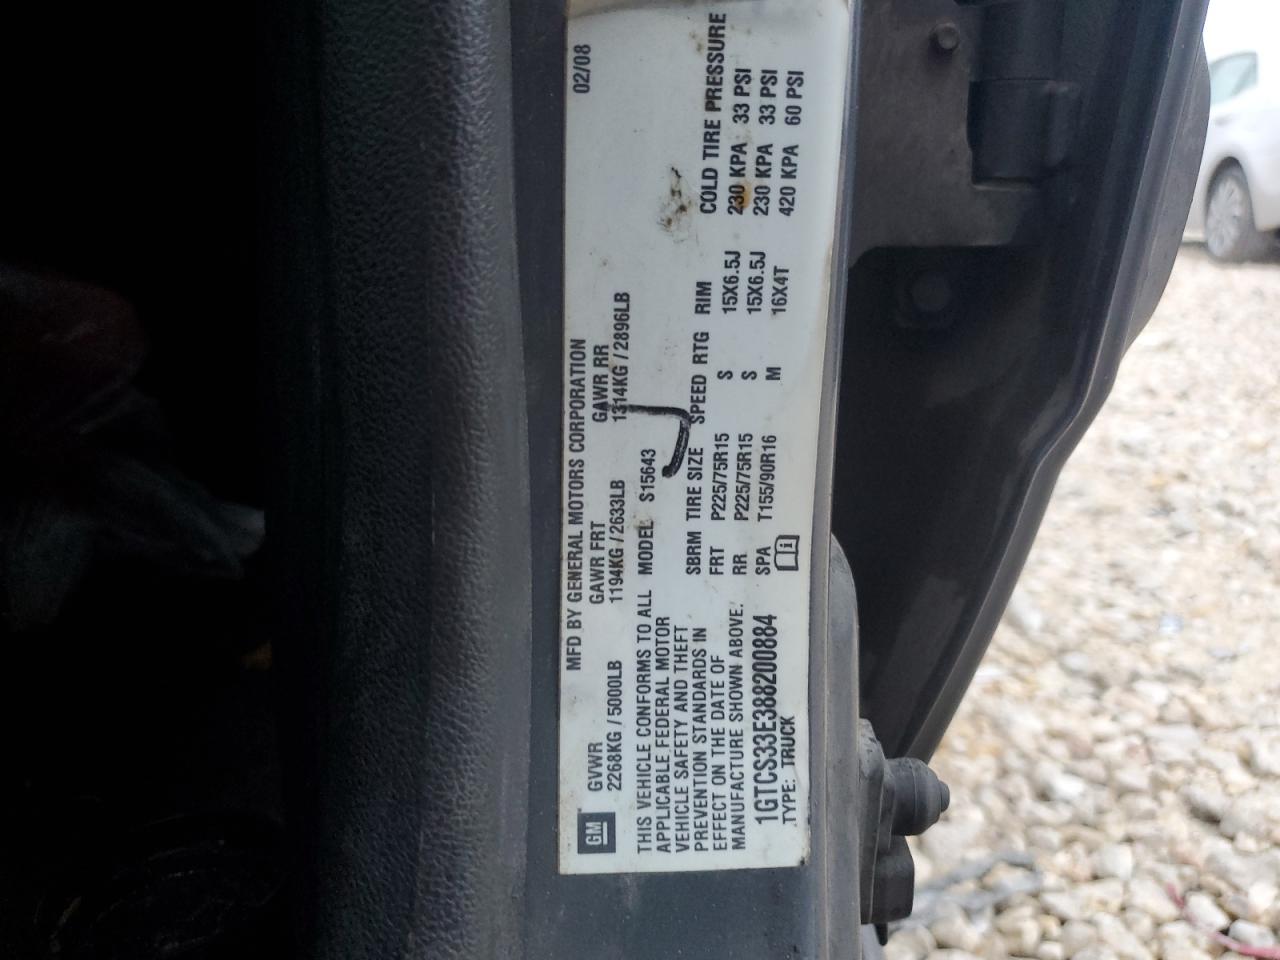 MFD BY GENERAL MOTORS CORPORATION 02/08
GM
GVWR GAWR FRT GAWR RR
2268KG / 5000LB 1194KG / 2633LB 1314KG / 2896LB
THIS VEHICLE CONFORMS TO ALL
APPLICABLE FEDERAL MOTOR
VEHICLE SAFETY AND THEFT
PREVENTION STANDARDS IN
EFFECT ON THE DATE OF
MANUFACTURE SHOWN ABOVE.
MODEL S15643
SBRM TIRE SIZE SPEED RTG RIM COLD TIRE PRESSURE
FRT P225/75R15 S 15X6.5J 230 KPA 33 PSI
RR P225/75R15 S 15X6.5J 230 KPA 33 PSI
SPA T155/90R16 M 16X4T 420 KPA 60 PSI
1GTCS33E388200884
TYPE: TRUCK